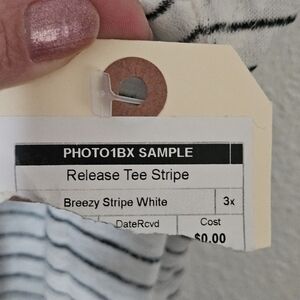 PHOTO1BX SAMPLE
Release Tee Stripe
Breezy Stripe White 3x
DateRcvd Cost
$0.00